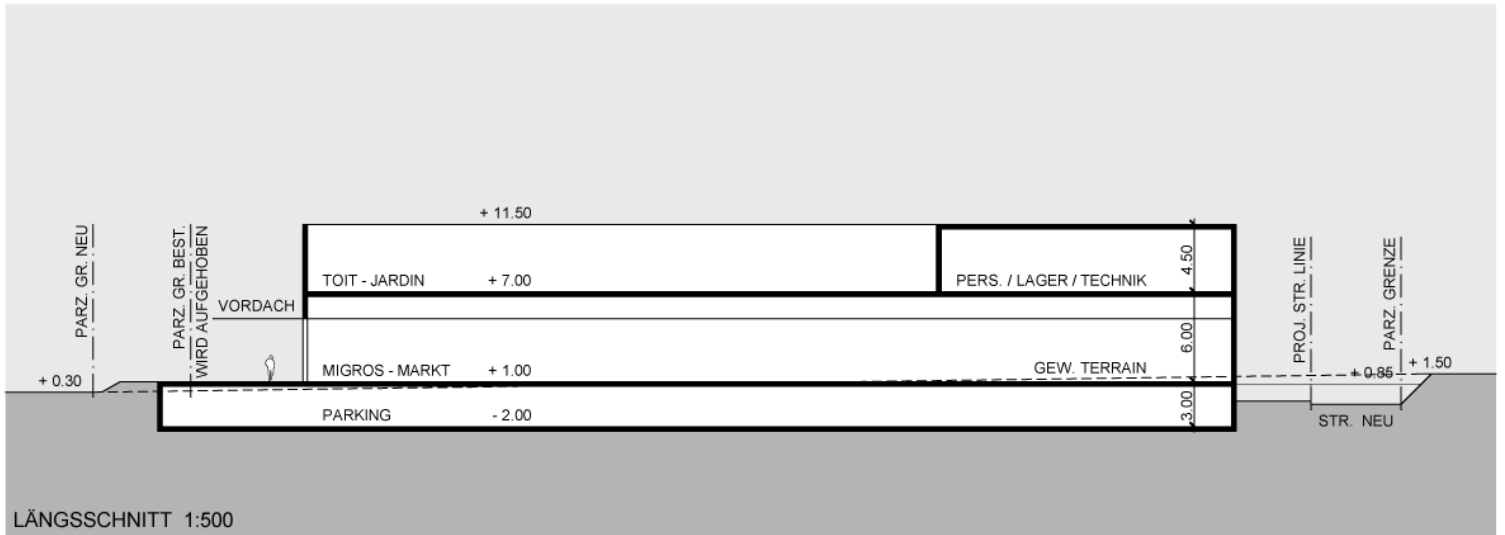 + 11.50
PARZ. GR. NEU
PARZ. GR. BEST.
WIRD AUFGEHOBEN
TOIT - JARDIN + 7.00
PERS. / LAGER / TECHNIK
4.50
PROJ. STR. LINIE
PARZ. GRENZE
VORDACH
6.00
+ 0.30
MIGROS - MARKT + 1.00
GEW. TERRAIN
+ 0.85
+ 1.50
PARKING - 2.00
3.00
STR. NEU
LÄNGSSCHNITT 1:500